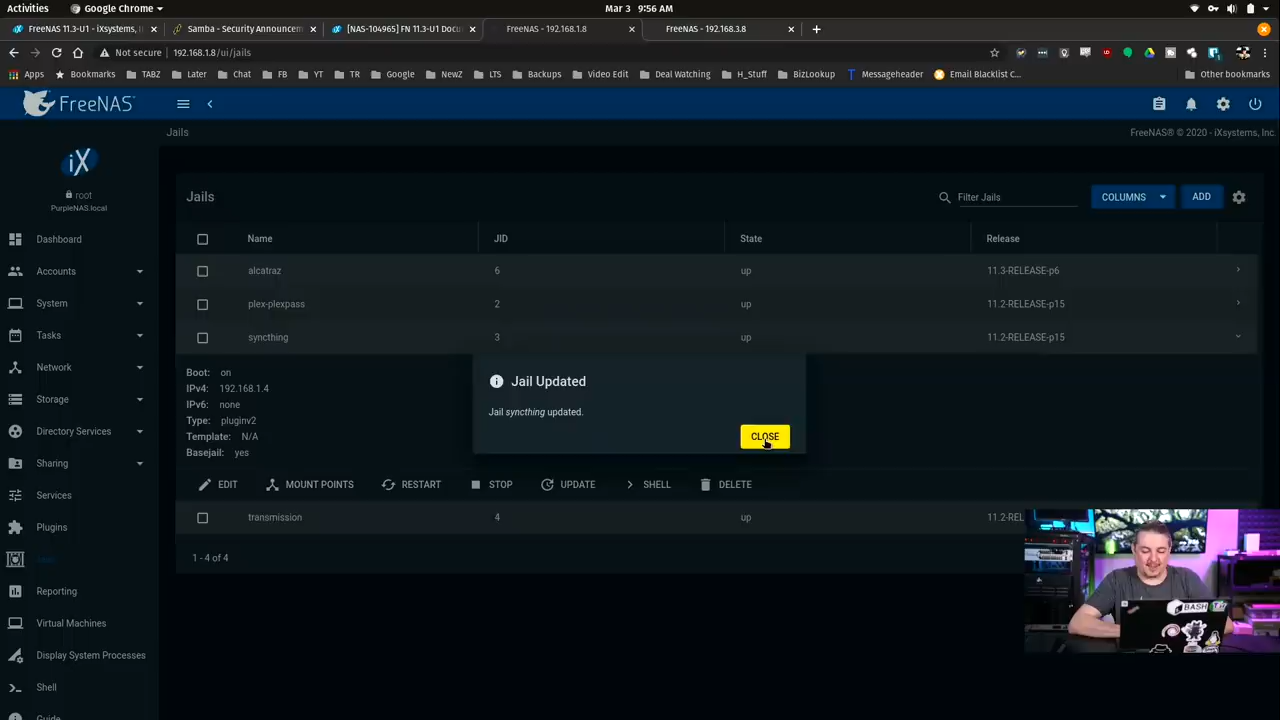 Activities
Google Chrome
Mar 3 9:56 AM
FreeNAS 11.3-U1 - iXsystems, I
Samba - Security Announcem
[NAS-104965] FN 11.3-U1 Docu
FreeNAS - 192.168.1.8
FreeNAS - 192.168.3.8
Not secure
192.168.1.8/ui/jails
Apps
Bookmarks
TABZ
Later
Chat
FB
YT
TR
Google
NewZ
LTS
Backups
Video Edit
Deal Watching
H_Stuff
BizLookup
Messageheader
Email Blacklist C...
Other bookmarks
FreeNAS®
Jails
FreeNAS® © 2020 - iXsystems, Inc.
iX
root
PurpleNAS.local
Dashboard
Accounts
System
Tasks
Network
Storage
Directory Services
Sharing
Services
Plugins
Jails
Reporting
Virtual Machines
Display System Processes
Shell
Guide
Jails
Filter Jails
COLUMNS
ADD
Name JID State Release
alcatraz 6 up 11.3-RELEASE-p6
plex-plexpass 2 up 11.2-RELEASE-p15
syncthing 3 up 11.2-RELEASE-p15
Boot: on
IPv4: 192.168.1.4
IPv6: none
Type: pluginv2
Template: N/A
Basejail: yes
Jail Updated
Jail syncthing updated.
CLOSE
EDIT
MOUNT POINTS
RESTART
STOP
UPDATE
SHELL
DELETE
transmission 4 up 11.2-REL
1 - 4 of 4
BASH